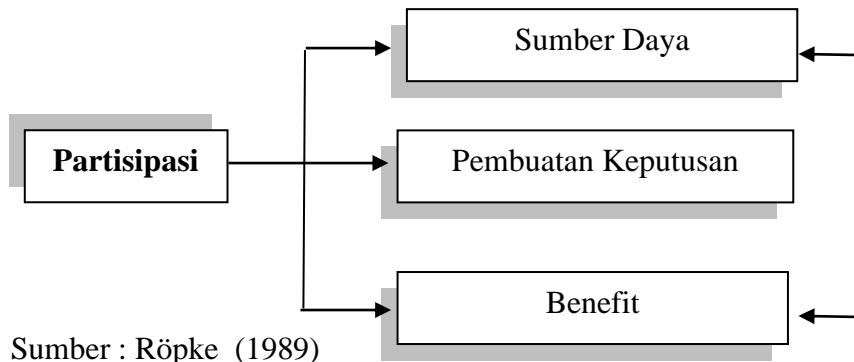 Sumber Daya
Partisipasi
Pembuatan Keputusan
Benefit
Sumber : Röpke (1989)